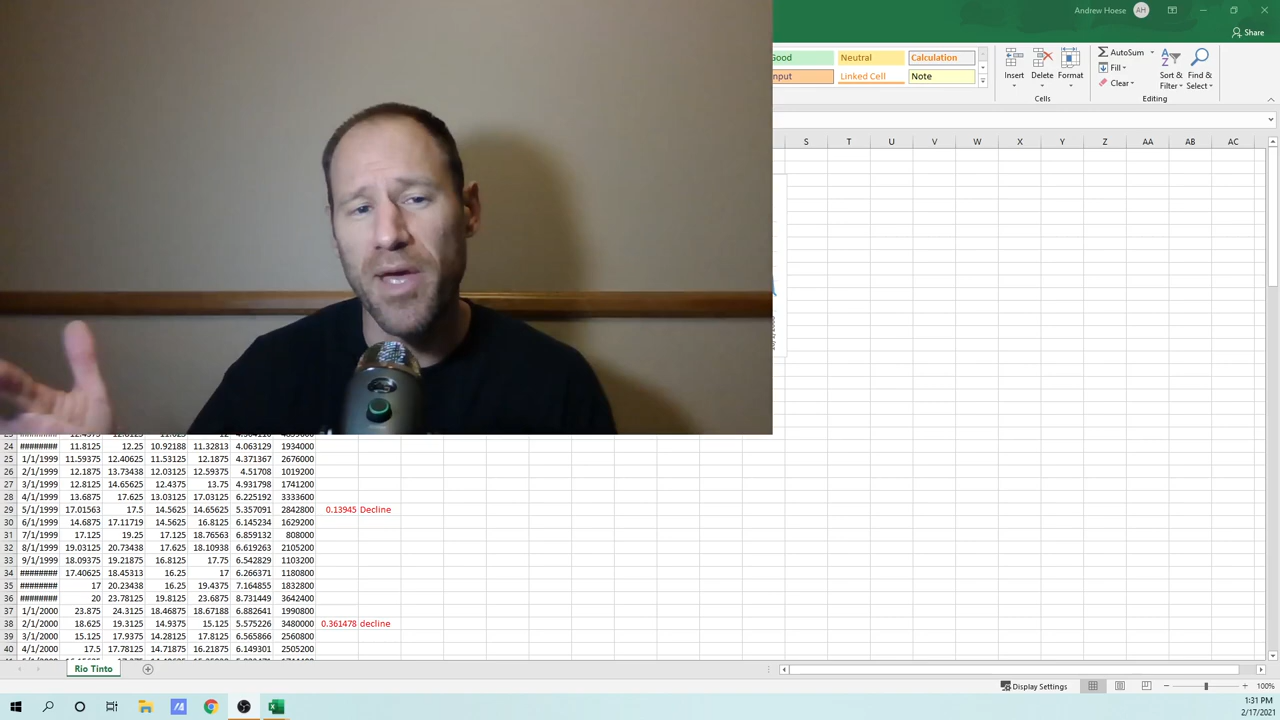 Andrew Hoese AH
Share
Good Neutral Calculation
Input Linked Cell Note
Insert Delete Format
AutoSum
Fill
Clear
Sort & Filter
Find & Select
Cells Editing
S T U V W X Y Z AA AB AC
24 ######## 11.8125 12.25 10.92188 11.32813 4.063129 1934000
25 1/1/1999 11.59375 12.40625 11.53125 12.1875 4.371367 2676000
26 2/1/1999 12.1875 13.73438 12.03125 12.59375 4.51708 1019200
27 3/1/1999 12.8125 14.65625 12.4375 13.75 4.931798 1741200
28 4/1/1999 13.6875 17.625 13.03125 17.03125 6.225192 3333600
29 5/1/1999 17.01563 17.5 14.5625 14.65625 5.357091 2842800 0.13945 Decline
30 6/1/1999 14.6875 17.11719 14.5625 16.8125 6.145234 1629200
31 7/1/1999 17.125 19.25 17.125 18.76563 6.859132 808000
32 8/1/1999 19.03125 20.73438 17.625 18.10938 6.619263 2105200
33 9/1/1999 18.09375 19.21875 16.8125 17.75 6.542829 1103200
34 ######## 17.40625 18.45313 16.25 17 6.266371 1180800
35 ######## 17 20.23438 16.25 19.4375 7.164855 1832800
36 ######## 20 23.78125 19.8125 23.6875 8.731449 3642400
37 1/1/2000 23.875 24.3125 18.46875 18.67188 6.882641 1990800
38 2/1/2000 18.625 19.3125 14.9375 15.125 5.575226 3480000 0.361478 decline
39 3/1/2000 15.125 17.9375 14.28125 17.8125 6.565866 2560800
40 4/1/2000 17.5 17.78125 14.71875 16.21875 6.149301 2505200
Rio Tinto
Display Settings 100%
1:31 PM
2/17/2021